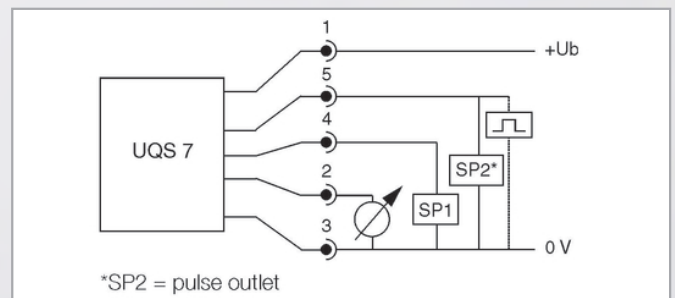 1
+Ub
5
4
UQS 7
SP2*
2
SP1
3
0 V
*SP2 = pulse outlet